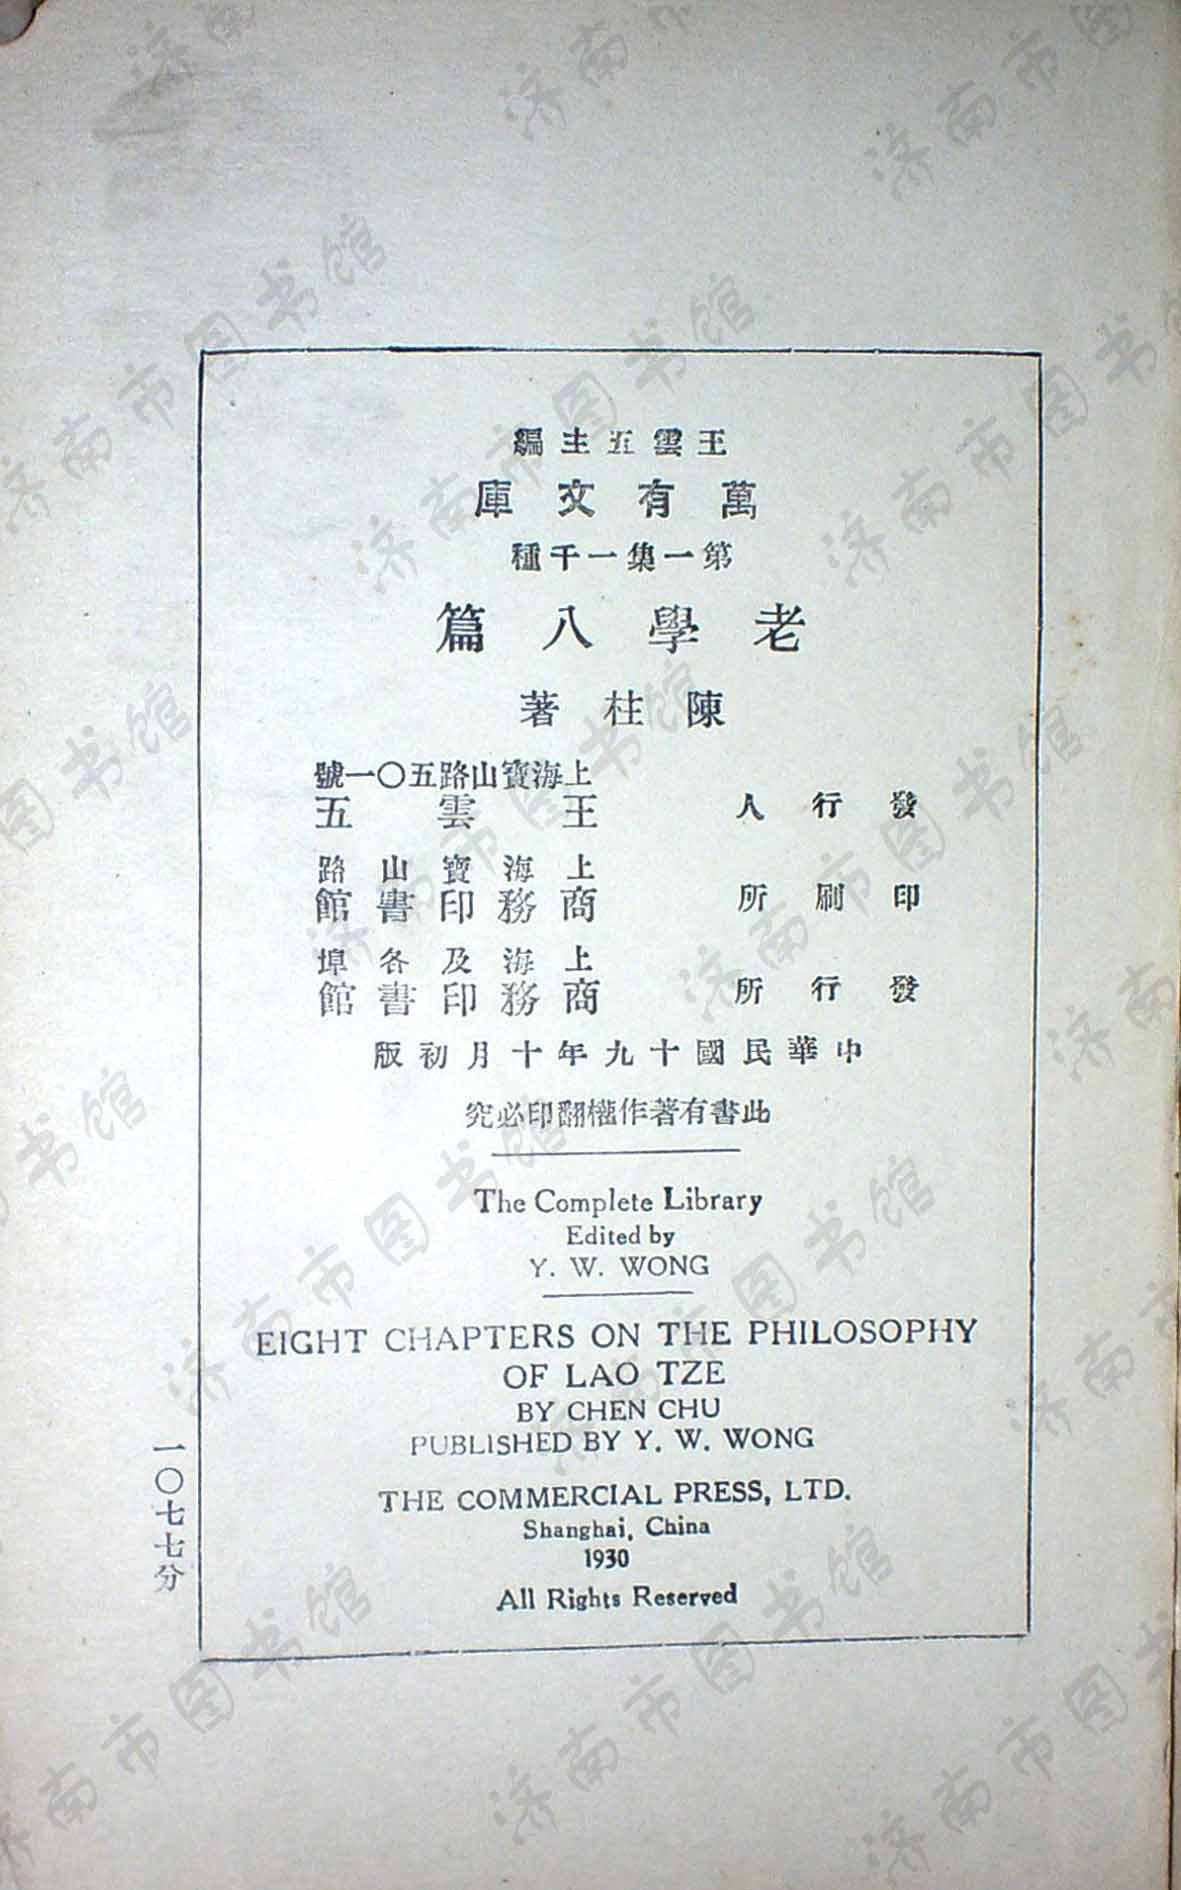 王雲五主編
萬有文庫
第一集一千種
老學八篇
陳柱著
發行人
上海寶山路五〇一號
王雲五
印刷所
上海寶山路
商務印書館
發行所
上海及各埠
商務印書館
中華民國十九年十月初版
此書有著作權翻印必究
The Complete Library
Edited by
Y. W. WONG
EIGHT CHAPTERS ON THE PHILOSOPHY
OF LAO TZE
BY CHEN CHU
PUBLISHED BY Y. W. WONG
THE COMMERCIAL PRESS, LTD.
Shanghai, China
1930
All Rights Reserved
一〇七七分
济南市图书馆